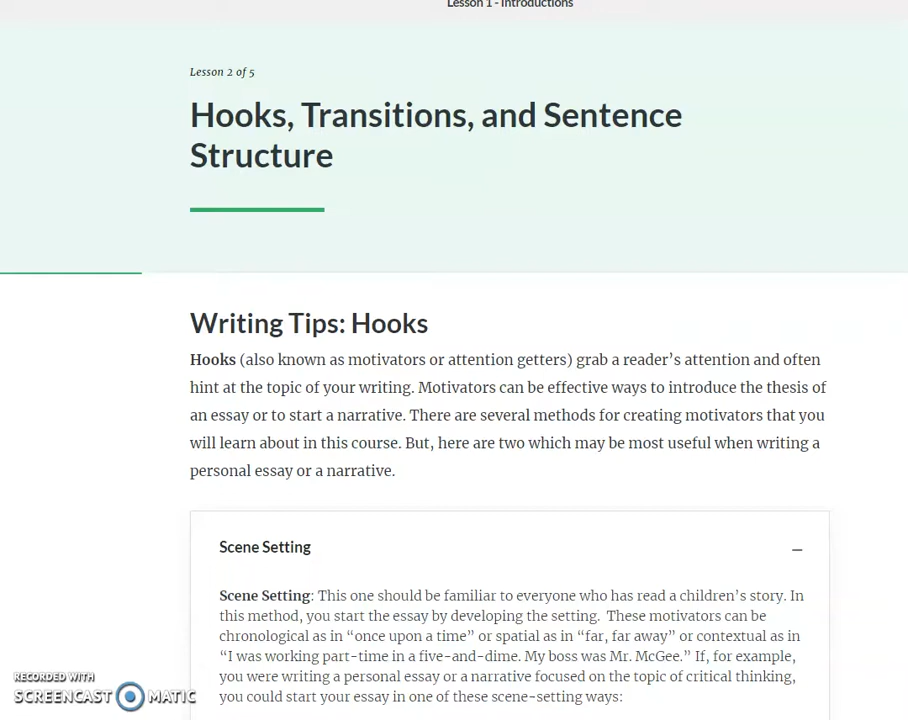 Lesson 1 - Introductions
Lesson 2 of 5
Hooks, Transitions, and Sentence
Structure
Writing Tips: Hooks
Hooks (also known as motivators or attention getters) grab a reader’s attention and often
hint at the topic of your writing. Motivators can be effective ways to introduce the thesis of
an essay or to start a narrative. There are several methods for creating motivators that you
will learn about in this course. But, here are two which may be most useful when writing a
personal essay or a narrative.
Scene Setting
Scene Setting: This one should be familiar to everyone who has read a children’s story. In
this method, you start the essay by developing the setting. These motivators can be
chronological as in “once upon a time” or spatial as in “far, far away” or contextual as in
“I was working part-time in a five-and-dime. My boss was Mr. McGee.” If, for example,
you were writing a personal essay or a narrative focused on the topic of critical thinking,
you could start your essay in one of these scene-setting ways:
RECORDED WITH
SCREENCAST MATIC